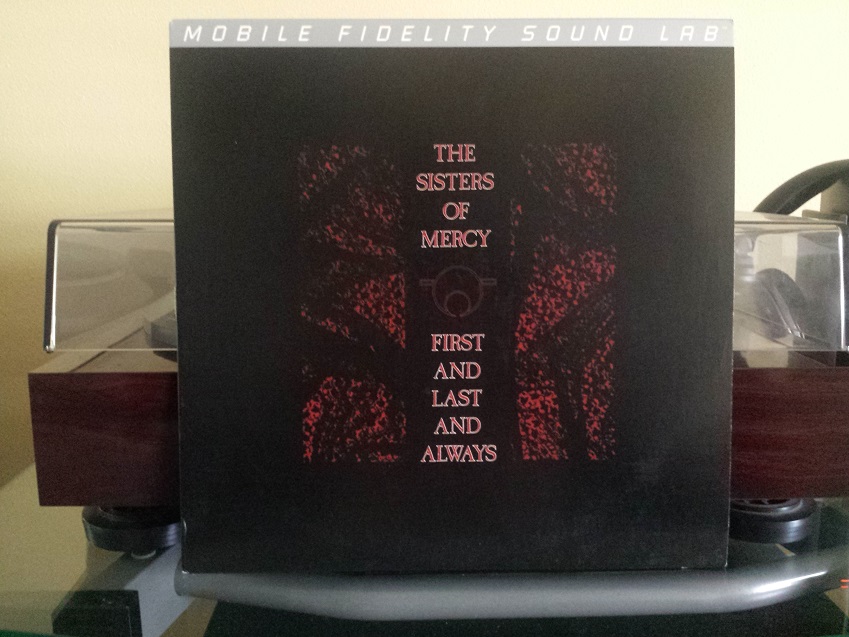 MOBILE FIDELITY SOUND LAB
THE
SISTERS
OF
MERCY
FIRST
AND
LAST
AND
ALWAYS